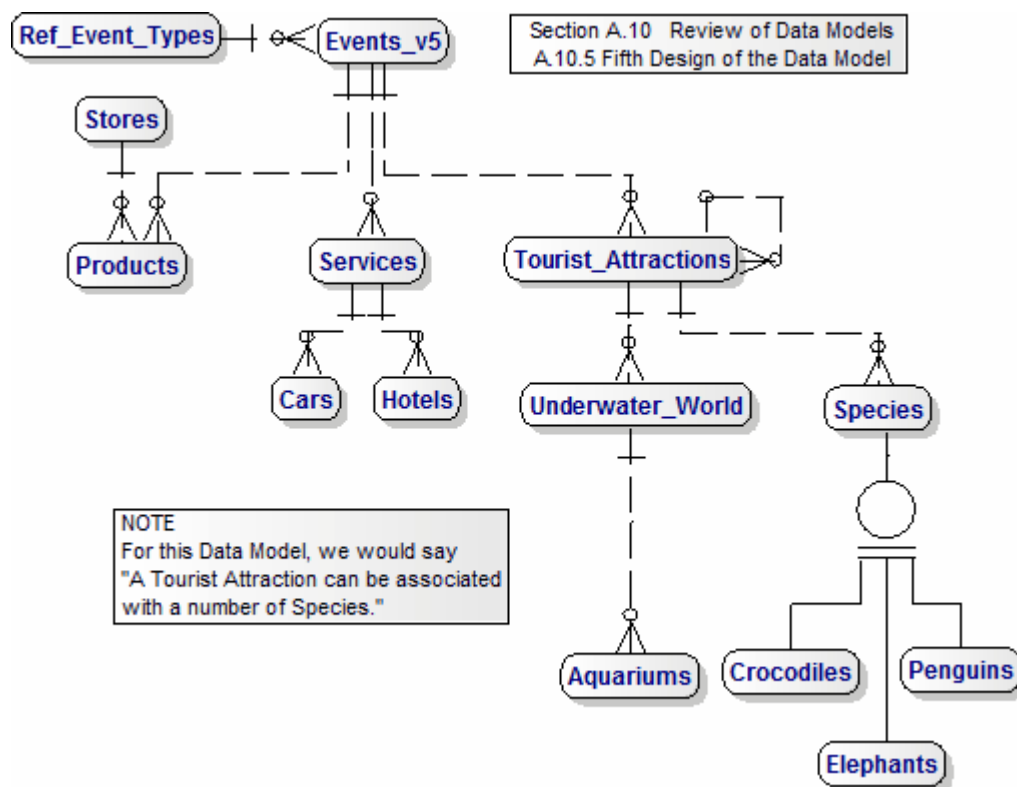 Ref_Event_Types
Events_v5
Section A.10 Review of Data Models
A.10.5 Fifth Design of the Data Model
Stores
Products
Services
Tourist_Attractions
Cars
Hotels
Underwater_World
Species
NOTE
For this Data Model, we would say
"A Tourist Attraction can be associated
with a number of Species."
Aquariums
Crocodiles
Penguins
Elephants